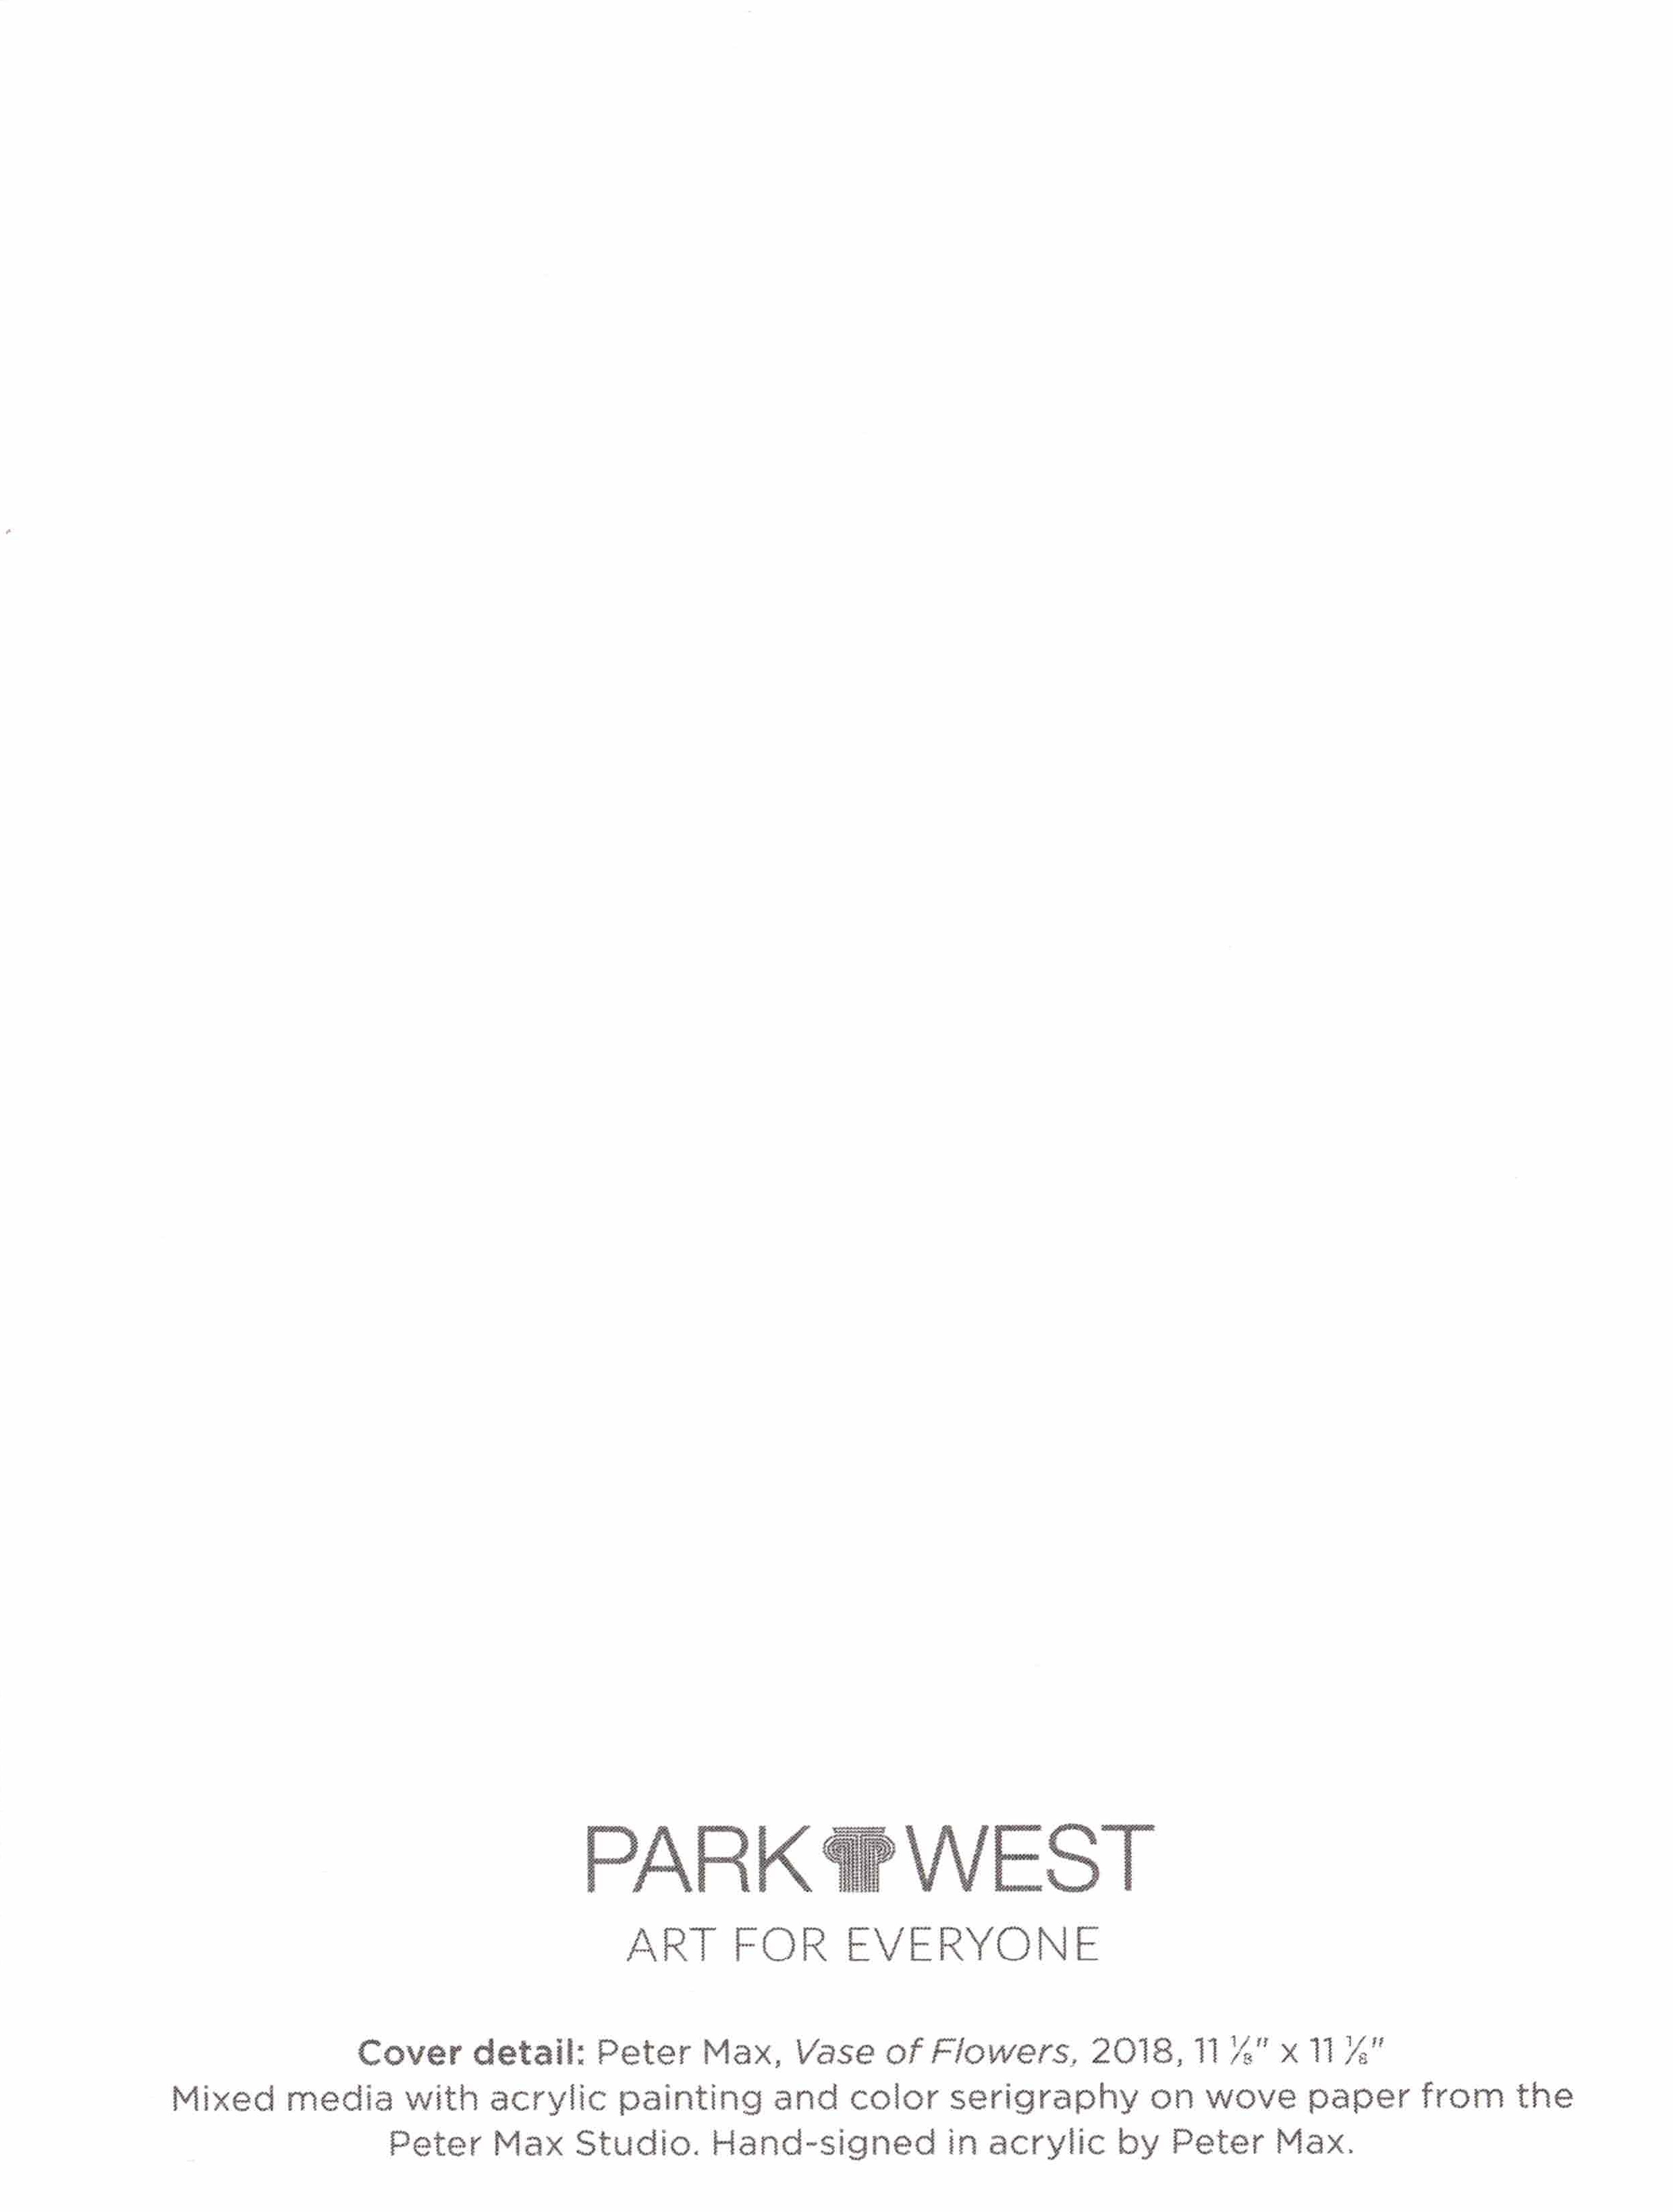 PARK WEST
ART FOR EVERYONE
Cover detail: Peter Max, Vase of Flowers, 2018, 11 ⅛" x 11 ⅛"
Mixed media with acrylic painting and color serigraphy on wove paper from the
Peter Max Studio. Hand-signed in acrylic by Peter Max.